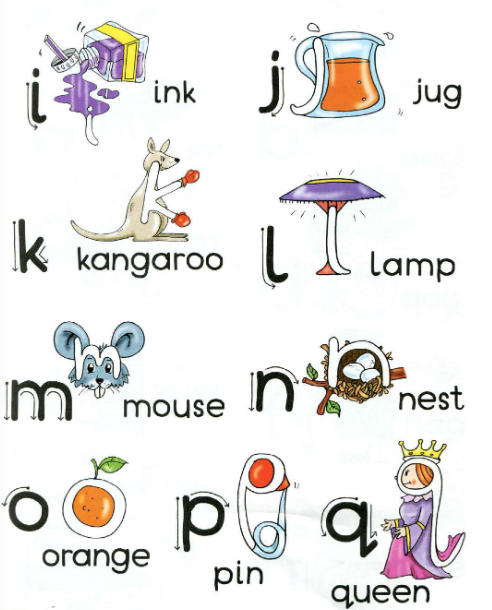 i ink
j jug
k kangaroo
l lamp
m mouse
n nest
o orange
p pin
q queen